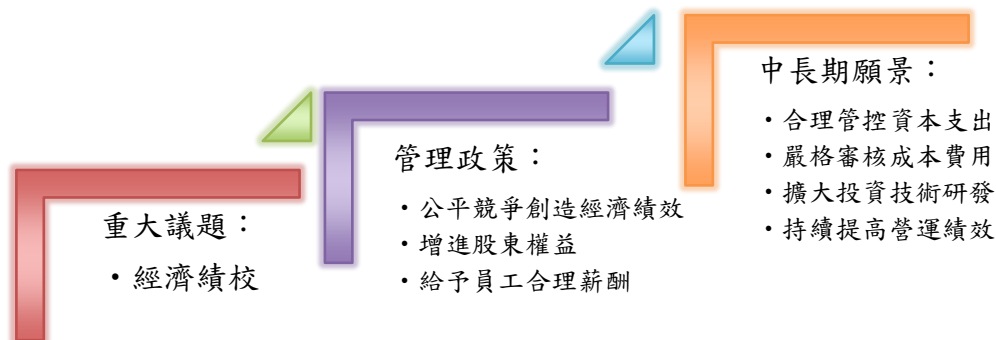 重大議題：
・經濟績校
管理政策：
・公平競爭創造經濟績效
・增進股東權益
・給予員工合理薪酬
中長期願景：
・合理管控資本支出
・嚴格審核成本費用
・擴大投資技術研發
・持續提高營運績效